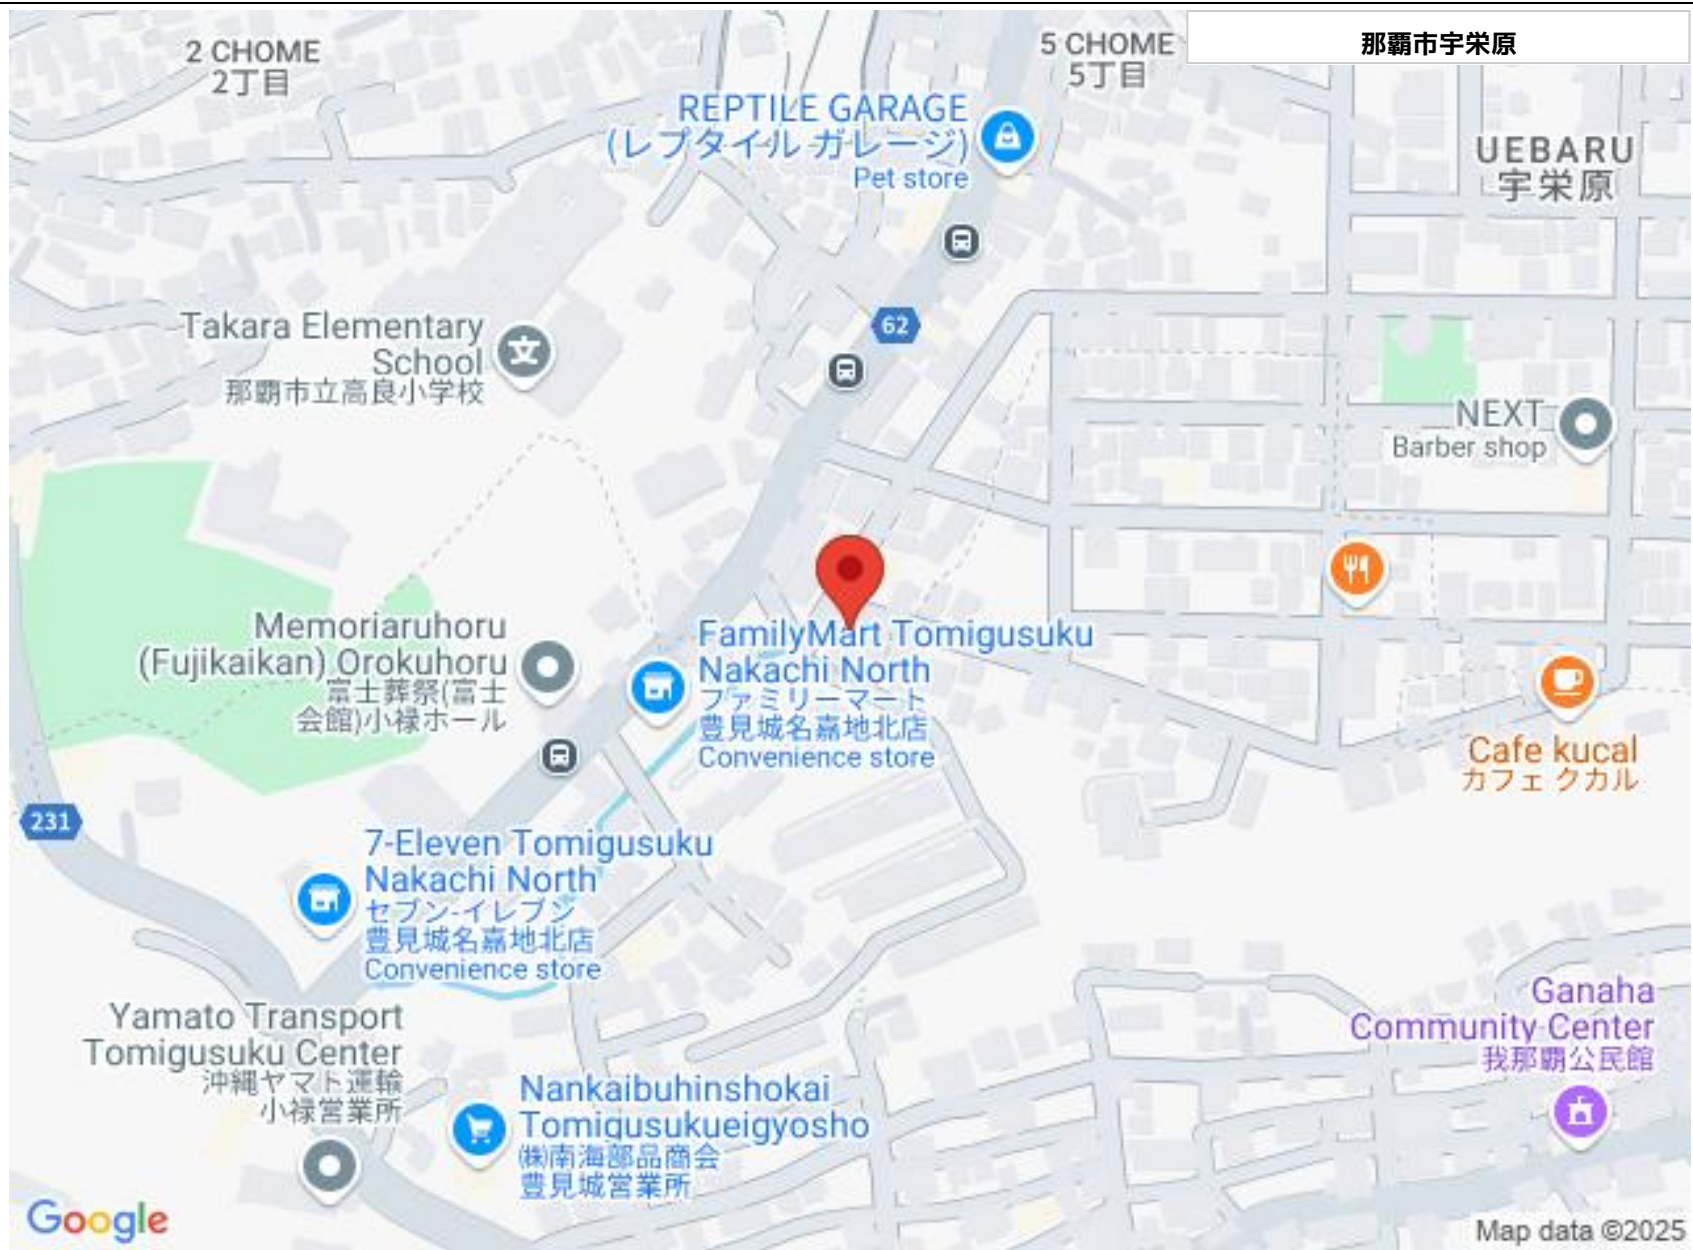 那覇市宇栄原
2 CHOME
2丁目
5 CHOME
5丁目
REPTILE GARAGE
(レプタイル ガレージ)
Pet store
UEBARU
宇栄原
62
Takara Elementary
School
那覇市立高良小学校
NEXT
Barber shop
Memoriaruhoru
(Fujikaikan) Orokuhoru
富士葬祭(富士
会館)小禄ホール
FamilyMart Tomigusuku
Nakachi North
ファミリーマート
豊見城名嘉地北店
Convenience store
Cafe kucal
カフェ クカル
231
7-Eleven Tomigusuku
Nakachi North
セブン-イレブン
豊見城名嘉地北店
Convenience store
Ganaha
Community Center
我那覇公民館
Yamato Transport
Tomigusuku Center
沖縄ヤマト運輸
小禄営業所
Nankaibuhinshokai
Tomigusukueigyosho
㈱南海部品商会
豊見城営業所
Google
Map data ©2025